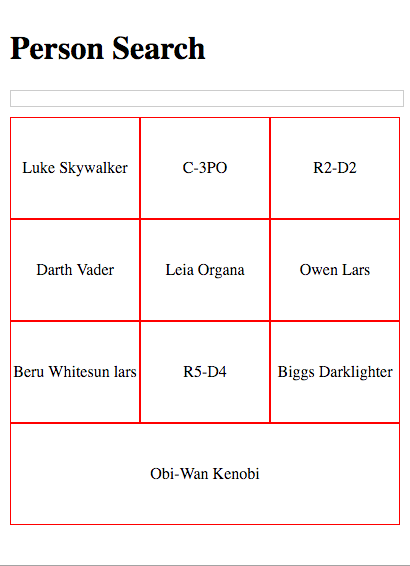 Person Search
Luke Skywalker
C-3PO
R2-D2
Darth Vader
Leia Organa
Owen Lars
Beru Whitesun lars
R5-D4
Biggs Darklighter
Obi-Wan Kenobi